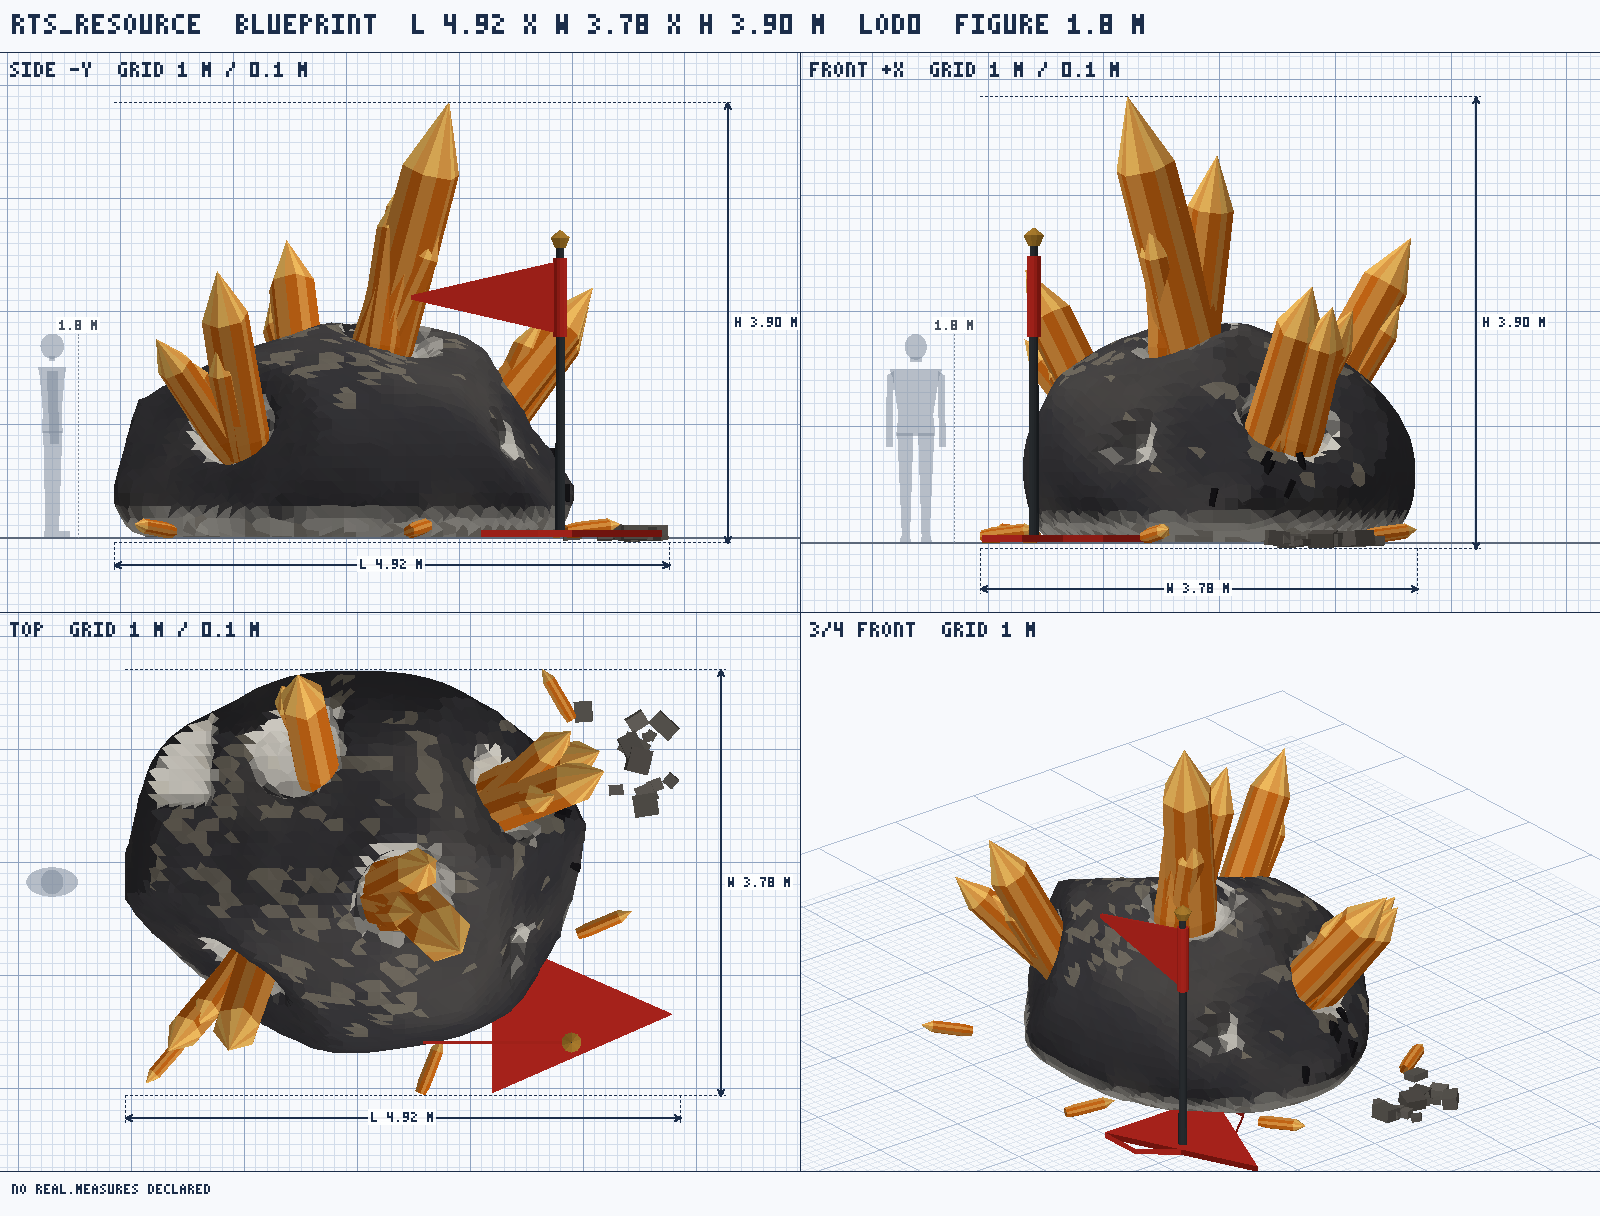 RTS_RESOURCE BLUEPRINT L 4.92 X W 3.78 X H 3.90 M LOD0 FIGURE 1.8 M
SIDE -Y GRID 1 M / 0.1 M
1.8 M
H 3.90 M
L 4.92 M
FRONT +X GRID 1 M / 0.1 M
1.8 M
H 3.90 M
W 3.78 M
TOP GRID 1 M / 0.1 M
W 3.78 M
L 4.92 M
3/4 FRONT GRID 1 M
NO REAL.MEASURES DECLARED